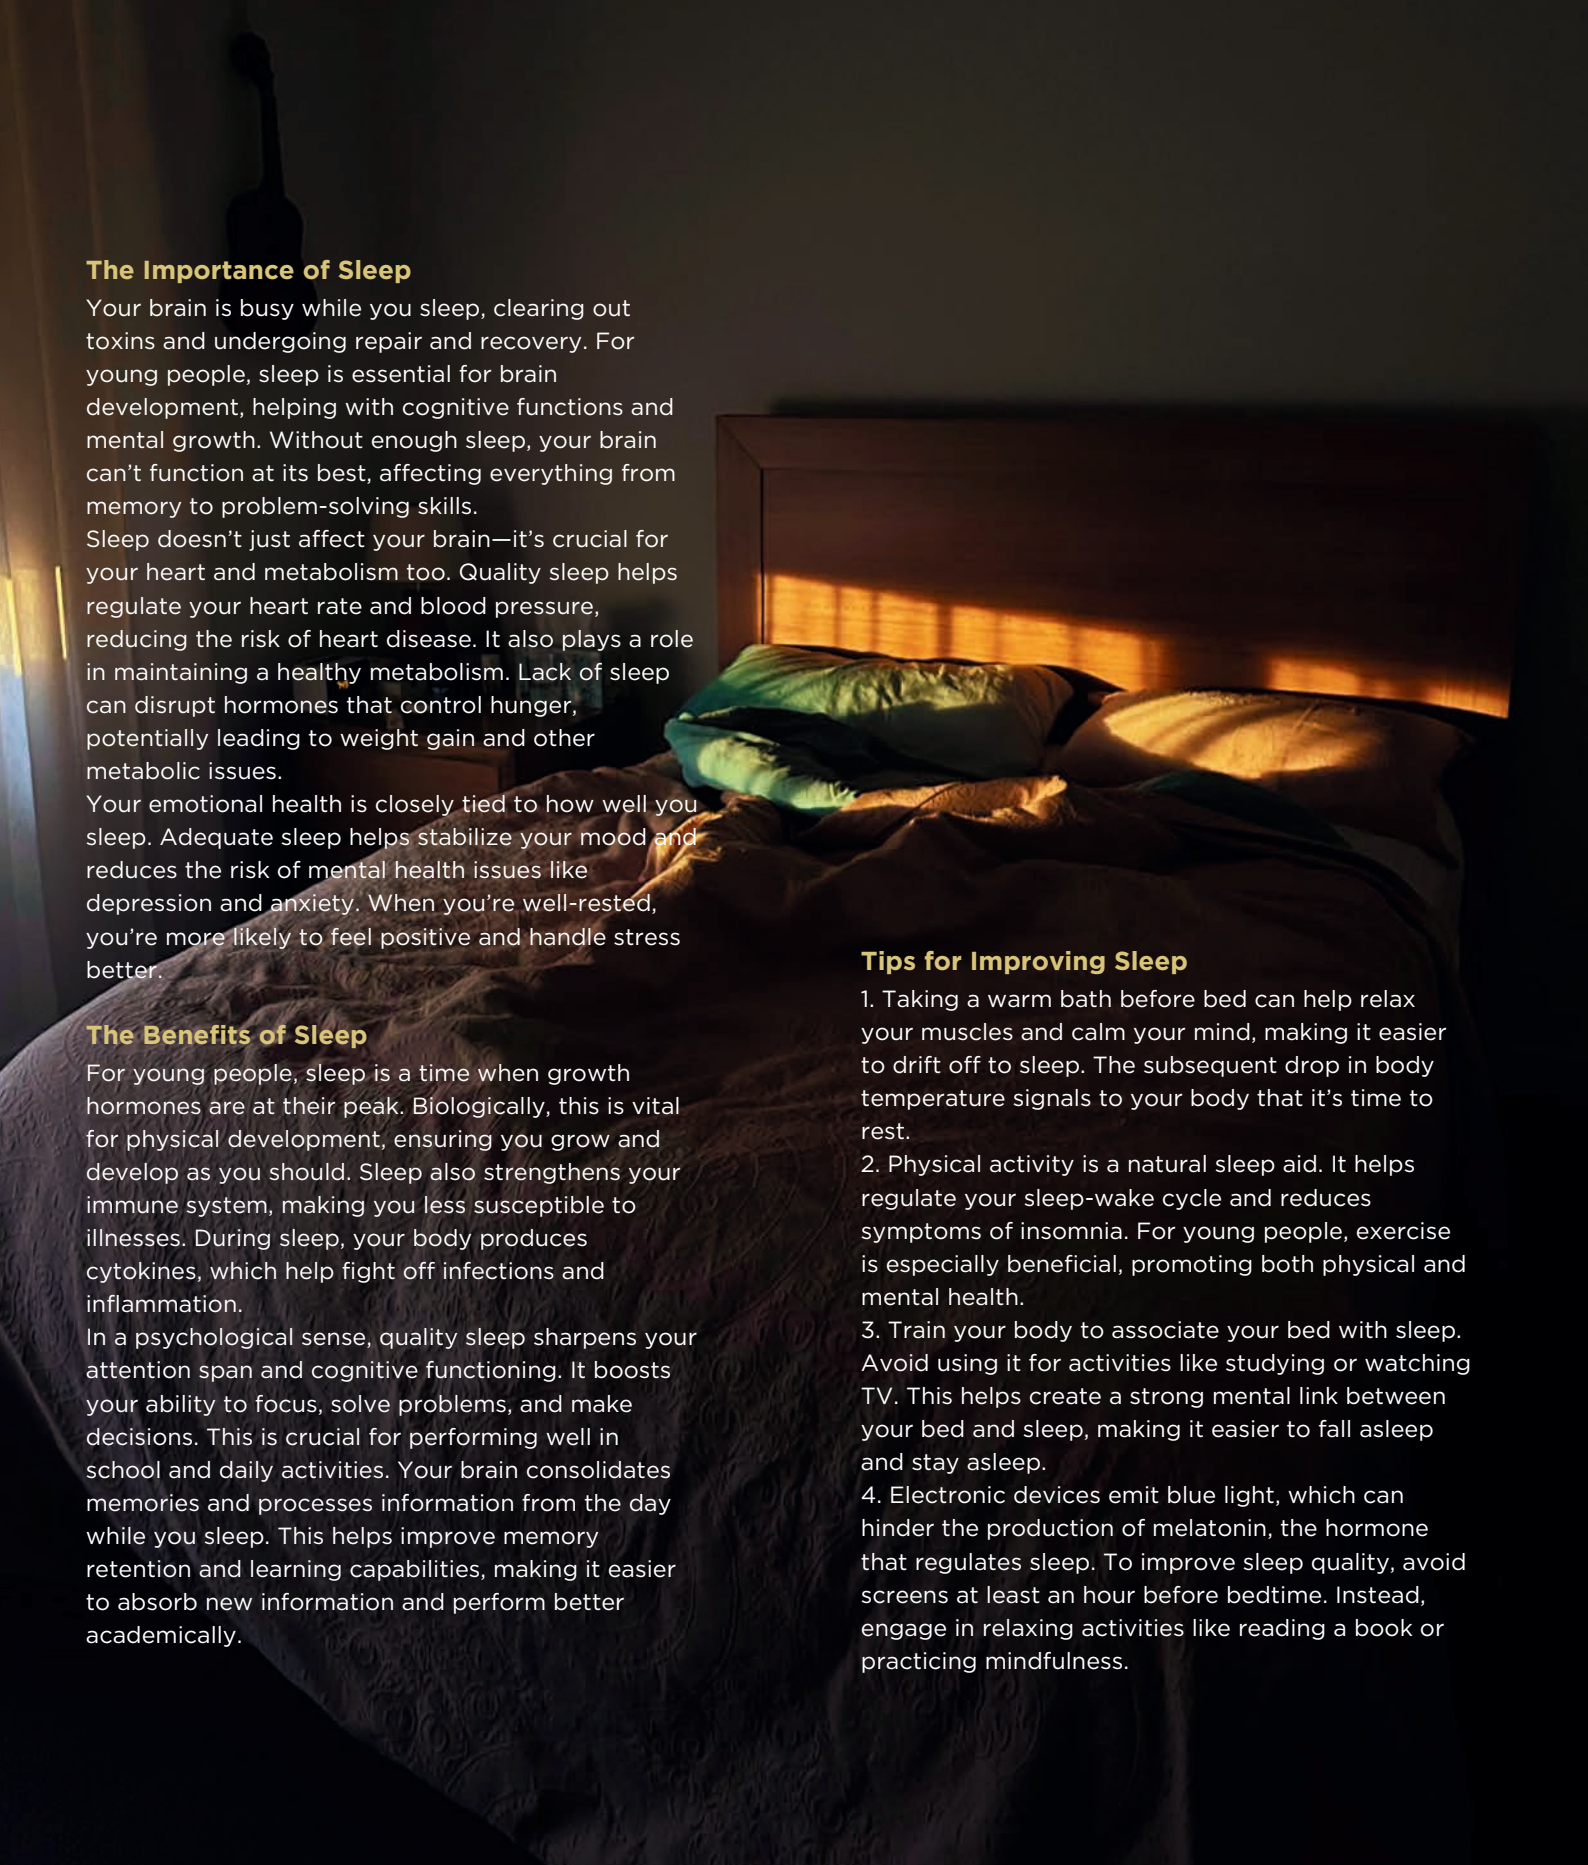 The Importance of Sleep
Your brain is busy while you sleep, clearing out
toxins and undergoing repair and recovery. For
young people, sleep is essential for brain
development, helping with cognitive functions and
mental growth. Without enough sleep, your brain
can’t function at its best, affecting everything from
memory to problem-solving skills.
Sleep doesn’t just affect your brain—it’s crucial for
your heart and metabolism too. Quality sleep helps
regulate your heart rate and blood pressure,
reducing the risk of heart disease. It also plays a role
in maintaining a healthy metabolism. Lack of sleep
can disrupt hormones that control hunger,
potentially leading to weight gain and other
metabolic issues.
Your emotional health is closely tied to how well you
sleep. Adequate sleep helps stabilize your mood and
reduces the risk of mental health issues like
depression and anxiety. When you’re well-rested,
you’re more likely to feel positive and handle stress
better.
The Benefits of Sleep
For young people, sleep is a time when growth
hormones are at their peak. Biologically, this is vital
for physical development, ensuring you grow and
develop as you should. Sleep also strengthens your
immune system, making you less susceptible to
illnesses. During sleep, your body produces
cytokines, which help fight off infections and
inflammation.
In a psychological sense, quality sleep sharpens your
attention span and cognitive functioning. It boosts
your ability to focus, solve problems, and make
decisions. This is crucial for performing well in
school and daily activities. Your brain consolidates
memories and processes information from the day
while you sleep. This helps improve memory
retention and learning capabilities, making it easier
to absorb new information and perform better
academically.
Tips for Improving Sleep
1. Taking a warm bath before bed can help relax
your muscles and calm your mind, making it easier
to drift off to sleep. The subsequent drop in body
temperature signals to your body that it’s time to
rest.
2. Physical activity is a natural sleep aid. It helps
regulate your sleep-wake cycle and reduces
symptoms of insomnia. For young people, exercise
is especially beneficial, promoting both physical and
mental health.
3. Train your body to associate your bed with sleep.
Avoid using it for activities like studying or watching
TV. This helps create a strong mental link between
your bed and sleep, making it easier to fall asleep
and stay asleep.
4. Electronic devices emit blue light, which can
hinder the production of melatonin, the hormone
that regulates sleep. To improve sleep quality, avoid
screens at least an hour before bedtime. Instead,
engage in relaxing activities like reading a book or
practicing mindfulness.